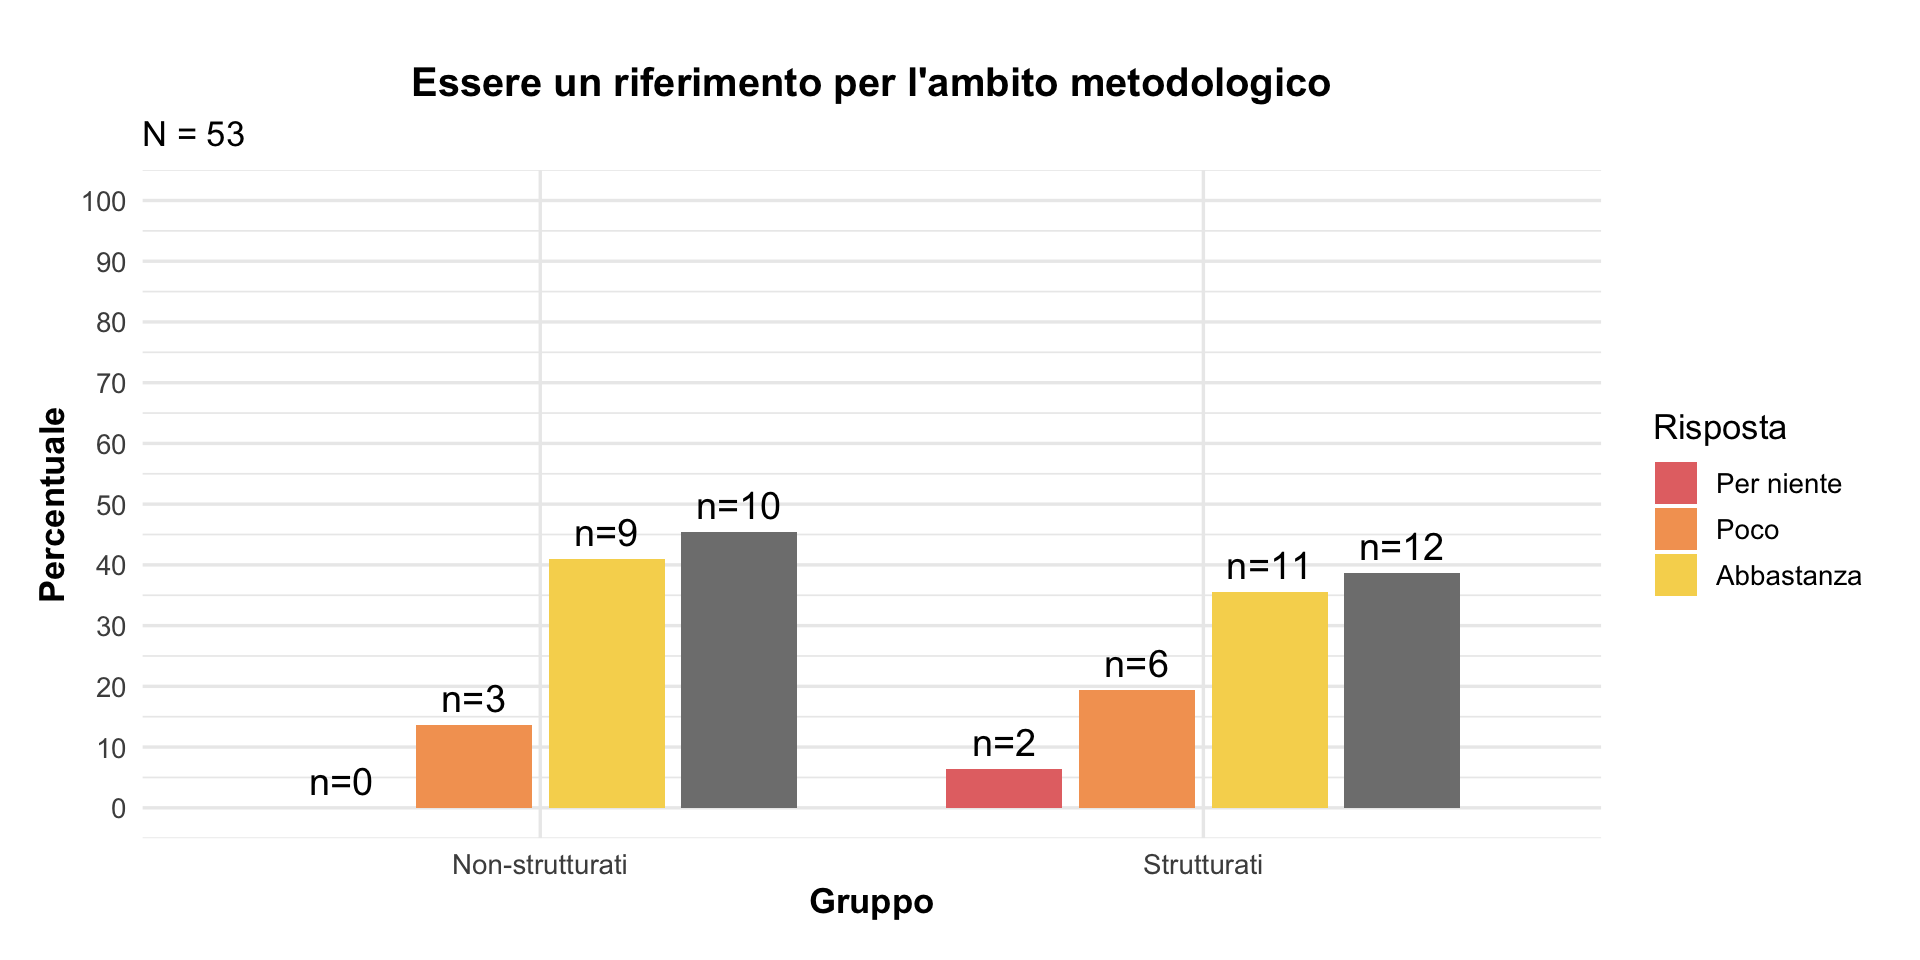 Essere un riferimento per l'ambito metodologico
N = 53
Percentuale
100
90
80
70
60
50
40
30
20
10
0
n=0
n=3
n=9
n=10
n=2
n=6
n=11
n=12
Non-strutturati
Strutturati
Gruppo
Risposta
Per niente
Poco
Abbastanza